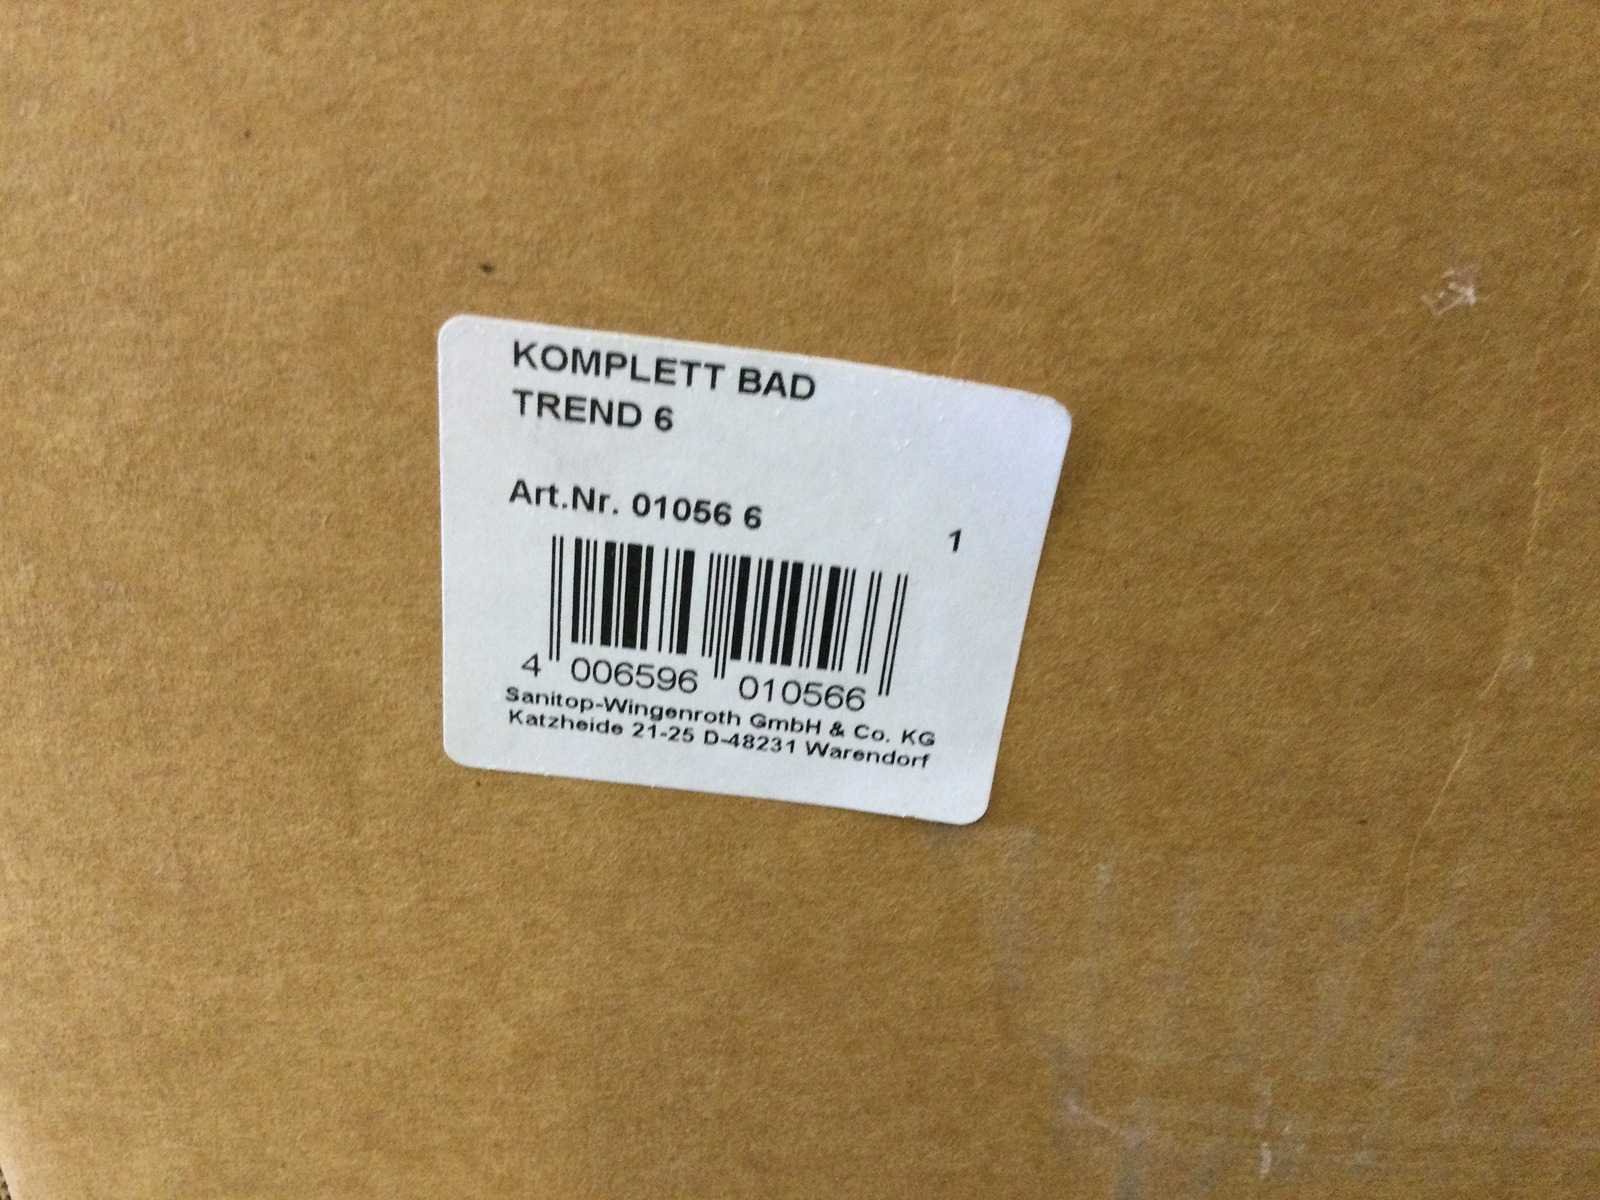 KOMPLETT BAD
TREND 6
Art.Nr. 01056 6
1
4 006596 010566
Sanitop-Wingenroth GmbH & Co. KG
Katzheide 21-25 D-48231 Warendorf